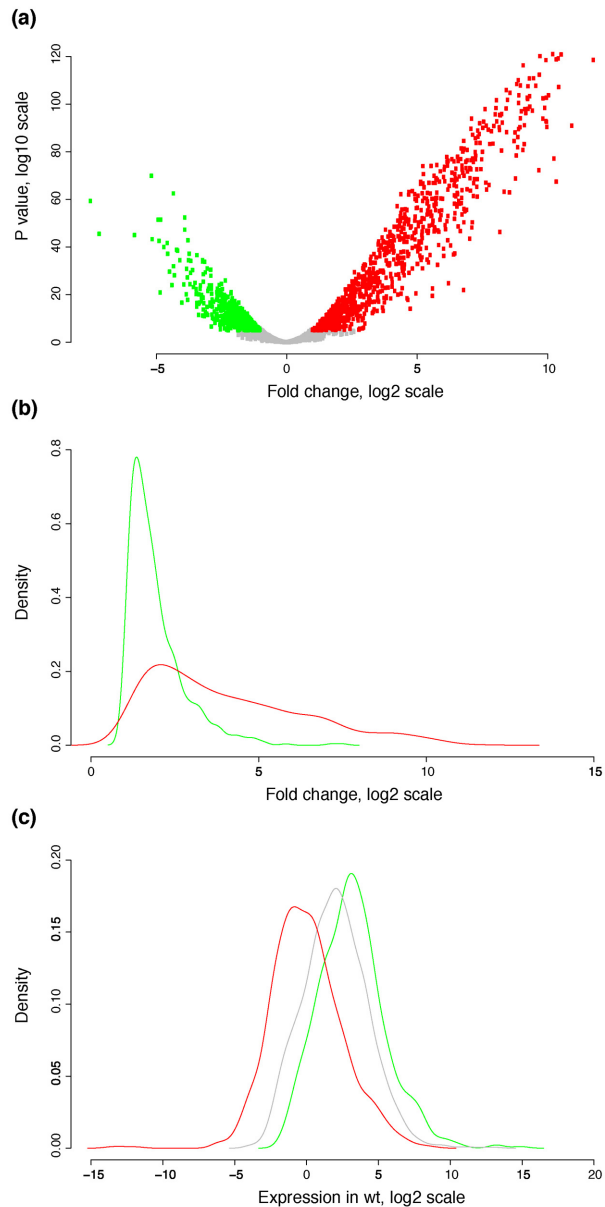 (a)
P value, log10 scale
0 20 40 60 80 100 120
−5 0 5 10
Fold change, log2 scale
(b)
Density
0.0 0.2 0.4 0.6 0.8
0 5 10 15
Fold change, log2 scale
(c)
Density
0.00 0.05 0.10 0.15 0.20
−15 −10 −5 0 5 10 15 20
Expression in wt, log2 scale